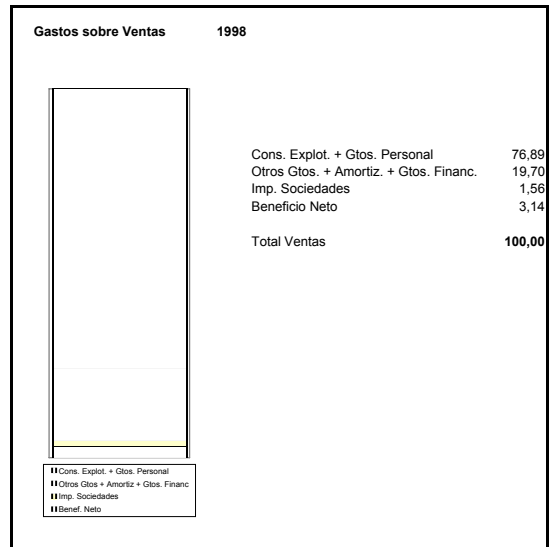 Gastos sobre Ventas 1998
Cons. Explot. + Gtos. Personal 76,89
Otros Gtos. + Amortiz. + Gtos. Financ. 19,70
Imp. Sociedades 1,56
Beneficio Neto 3,14
Total Ventas 100,00
Cons. Explot. + Gtos. Personal
Otros Gtos + Amortiz + Gtos. Financ
Imp. Sociedades
Benef. Neto